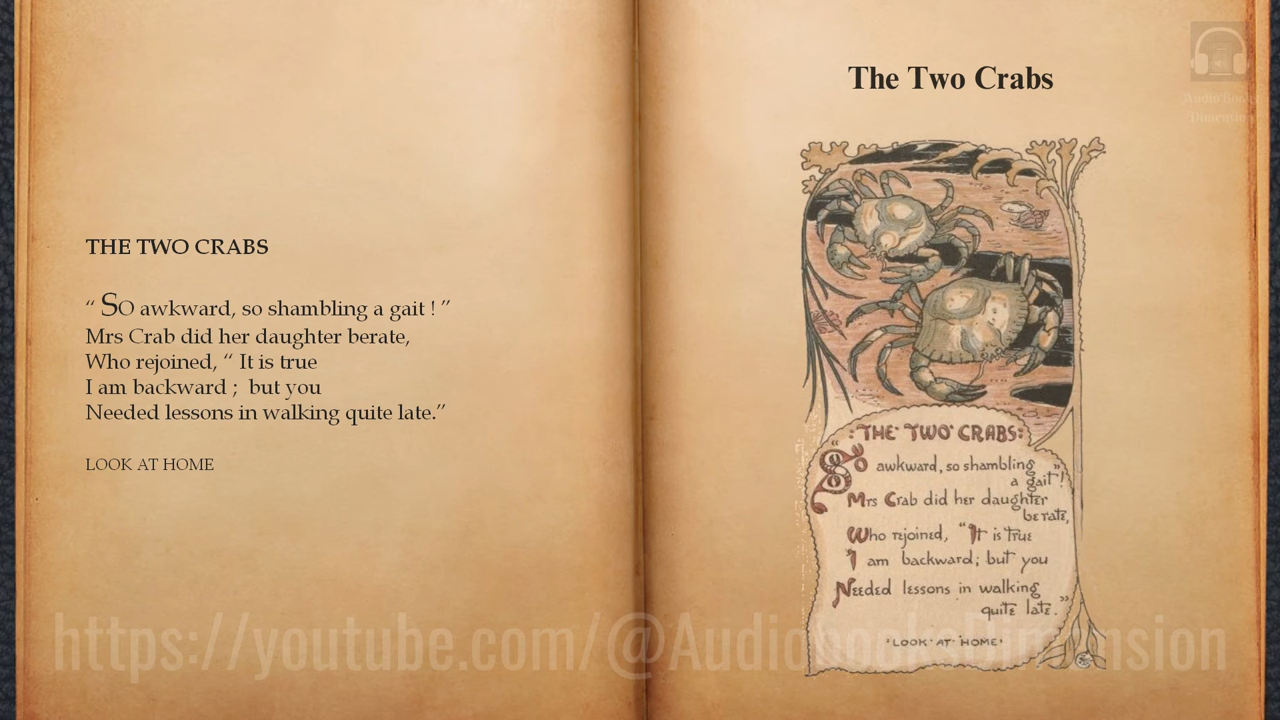 THE TWO CRABS
“ SO awkward, so shambling a gait ! ”
Mrs Crab did her daughter berate,
Who rejoined, “ It is true
I am backward ;  but you
Needed lessons in walking quite late.”
LOOK AT HOME
The Two Crabs
AudioBooks
Dimension
:THE TWO CRABS:
“So awkward, so shambling
a gait”!
Mrs Crab did her daughter
berate,
Who rejoined, “It is true
I am backward; but you
Needed lessons in walking
quite late.”
·LOOK·AT·HOME·
https://youtube.com/@AudiobooksDimension